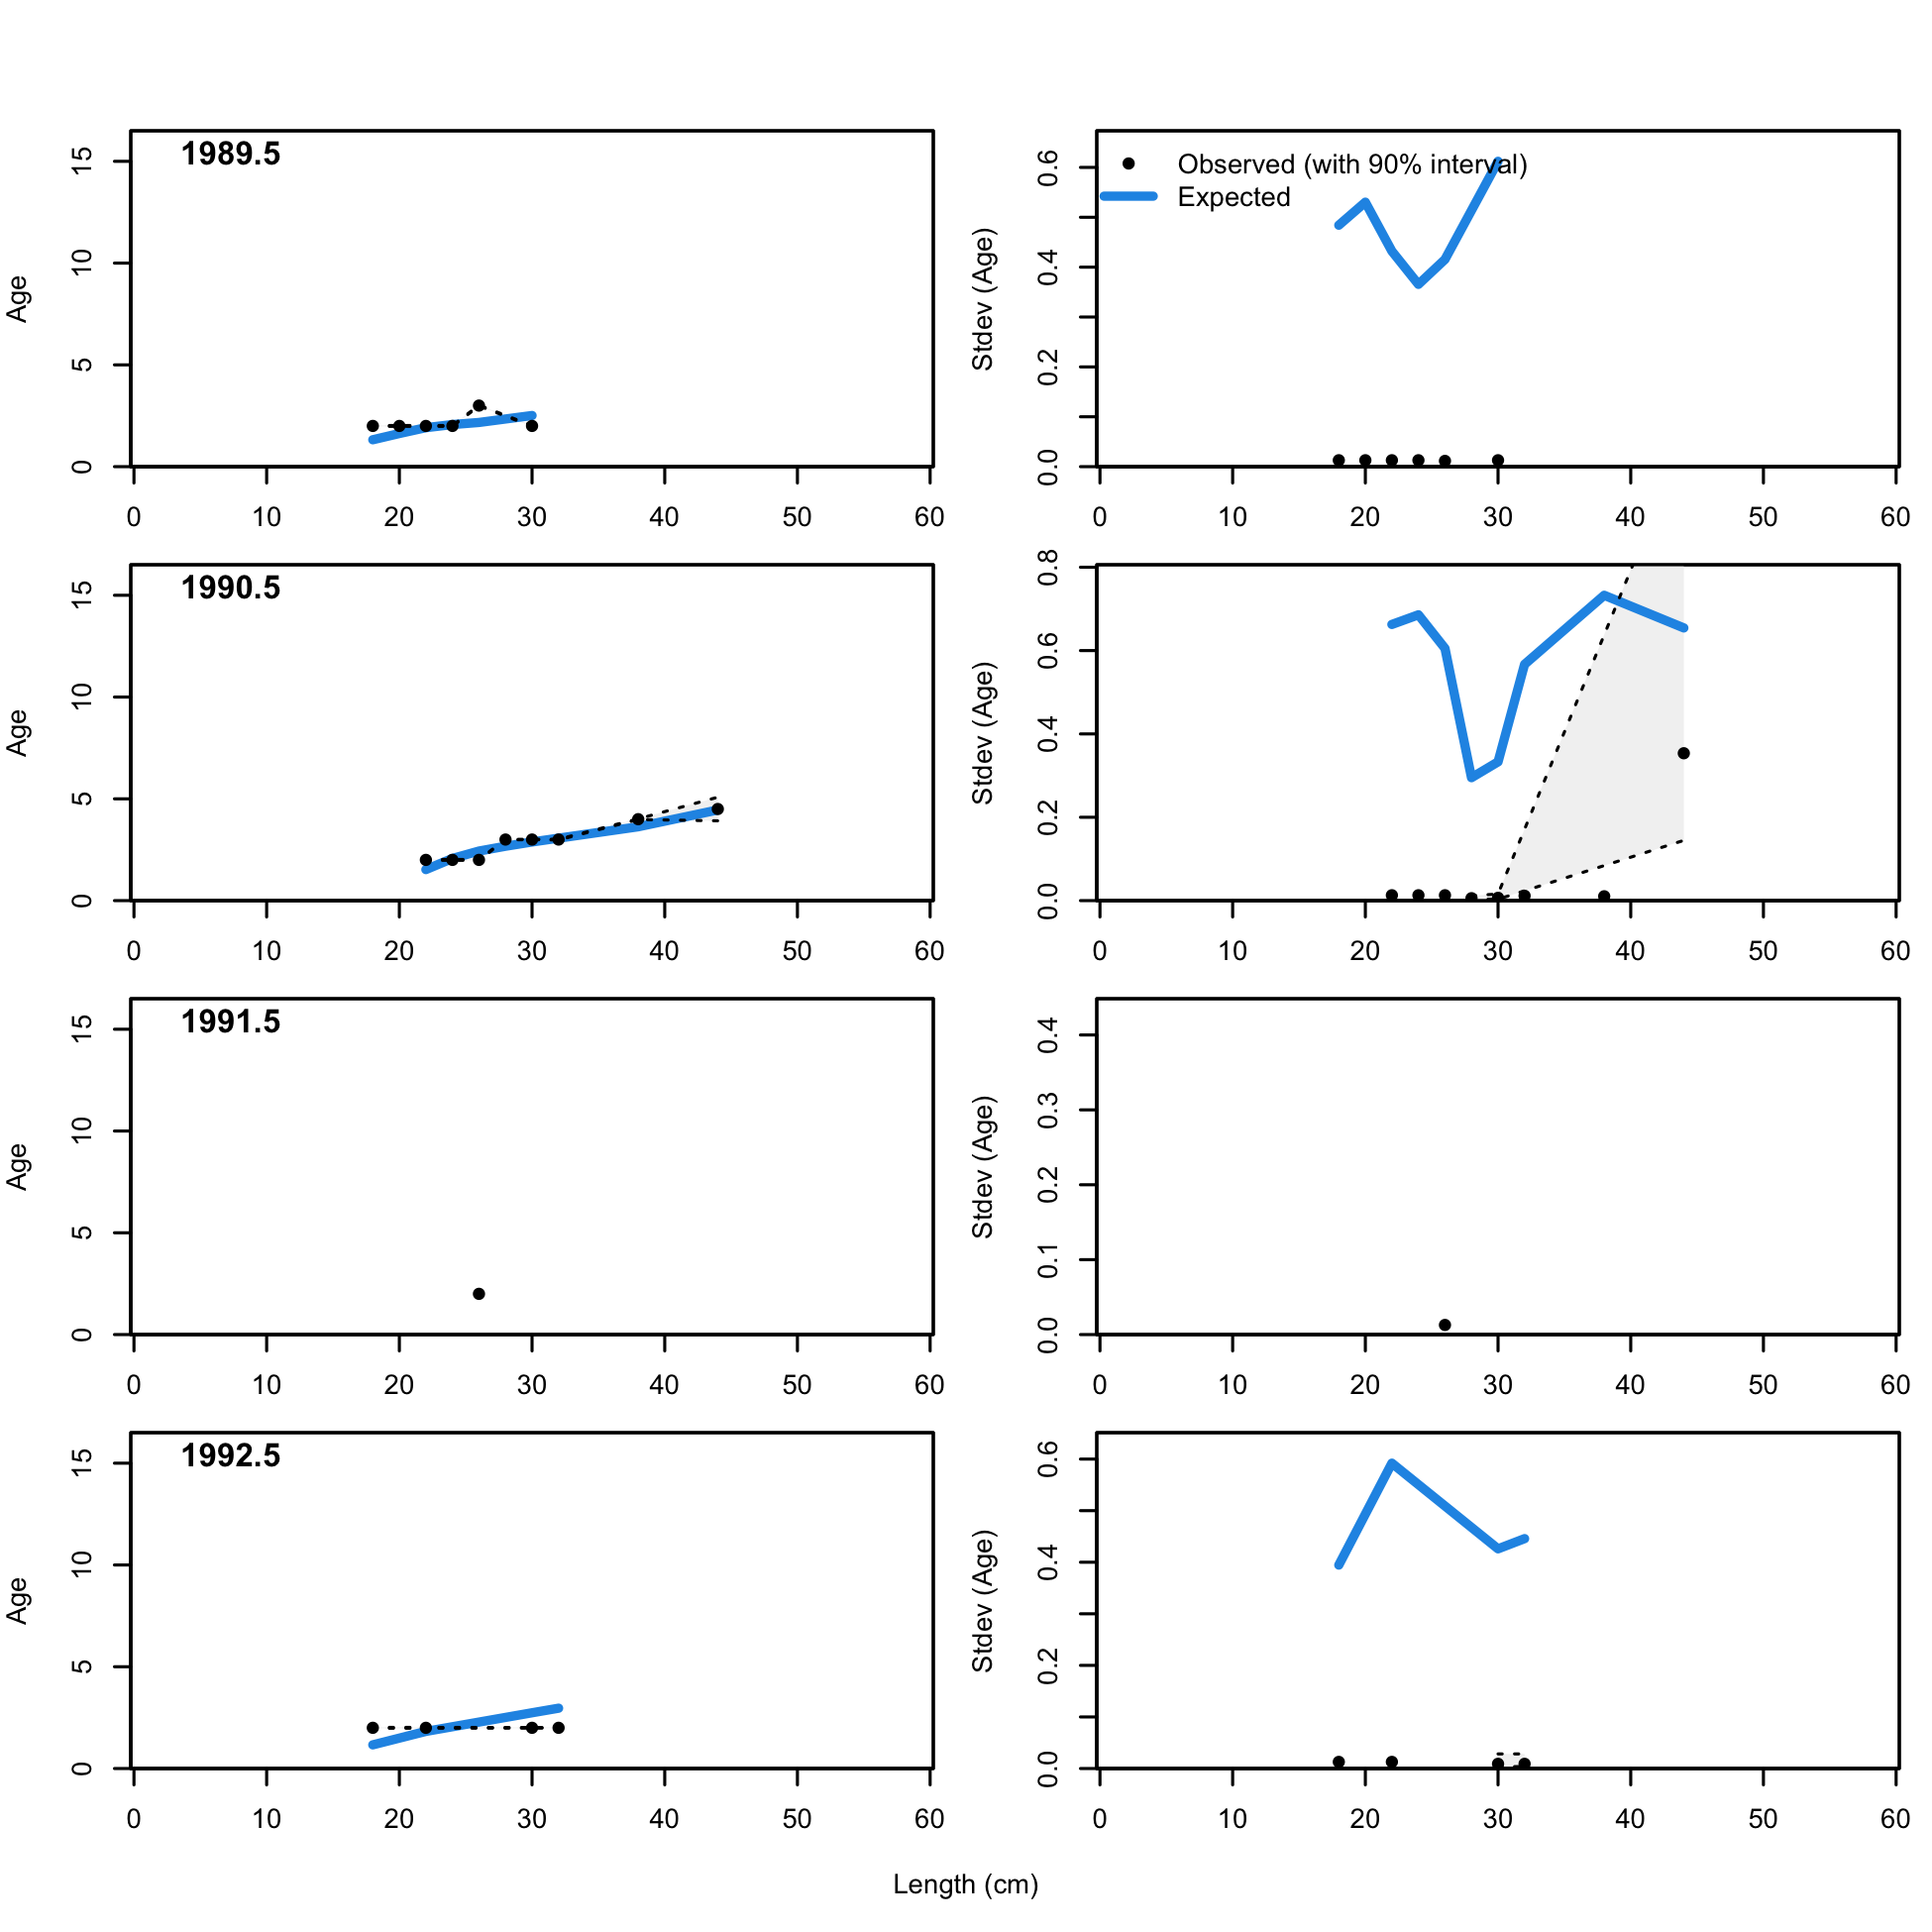 1989.5
Age
0 5 10 15
0 10 20 30 40 50 60
Observed (with 90% interval)
Expected
Stdev (Age)
0.0 0.2 0.4 0.6
0 10 20 30 40 50 60
1990.5
Age
0 5 10 15
0 10 20 30 40 50 60
Stdev (Age)
0.0 0.2 0.4 0.6 0.8
0 10 20 30 40 50 60
1991.5
Age
0 5 10 15
0 10 20 30 40 50 60
Stdev (Age)
0.0 0.1 0.2 0.3 0.4
0 10 20 30 40 50 60
1992.5
Age
0 5 10 15
0 10 20 30 40 50 60
Stdev (Age)
0.0 0.2 0.4 0.6
0 10 20 30 40 50 60
Length (cm)